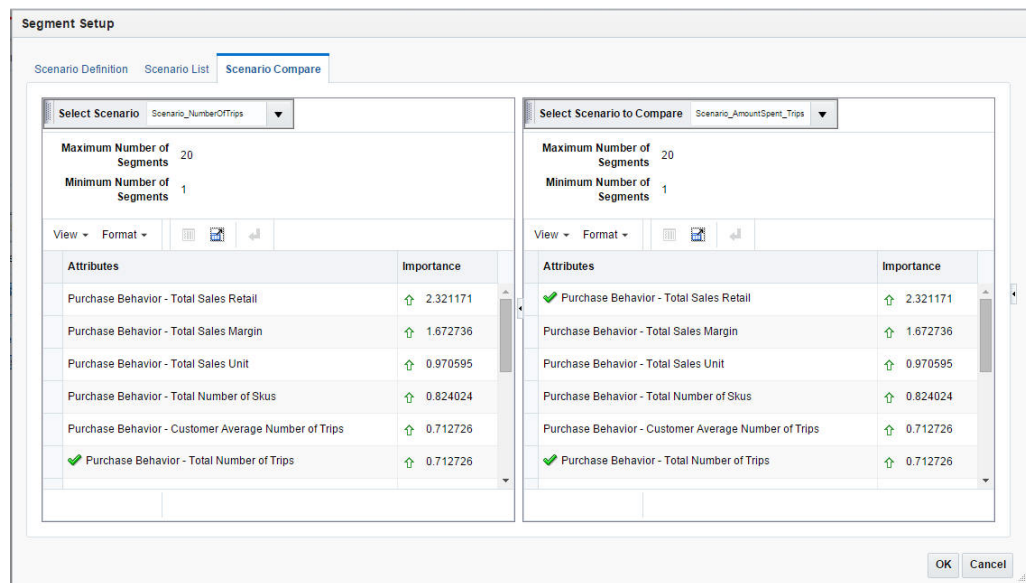 Segment Setup
Scenario Definition Scenario List Scenario Compare
Select Scenario Scenario_NumberOfTrips
Maximum Number of
Segments 20
Minimum Number of
Segments 1
View Format
Attributes Importance
Purchase Behavior - Total Sales Retail 2.321171
Purchase Behavior - Total Sales Margin 1.672736
Purchase Behavior - Total Sales Unit 0.970595
Purchase Behavior - Total Number of Skus 0.824024
Purchase Behavior - Customer Average Number of Trips 0.712726
Purchase Behavior - Total Number of Trips 0.712726
Select Scenario to Compare Scenario_AmountSpent_Trips
Maximum Number of
Segments 20
Minimum Number of
Segments 1
View Format
Attributes Importance
Purchase Behavior - Total Sales Retail 2.321171
Purchase Behavior - Total Sales Margin 1.672736
Purchase Behavior - Total Sales Unit 0.970595
Purchase Behavior - Total Number of Skus 0.824024
Purchase Behavior - Customer Average Number of Trips 0.712726
Purchase Behavior - Total Number of Trips 0.712726
OK Cancel